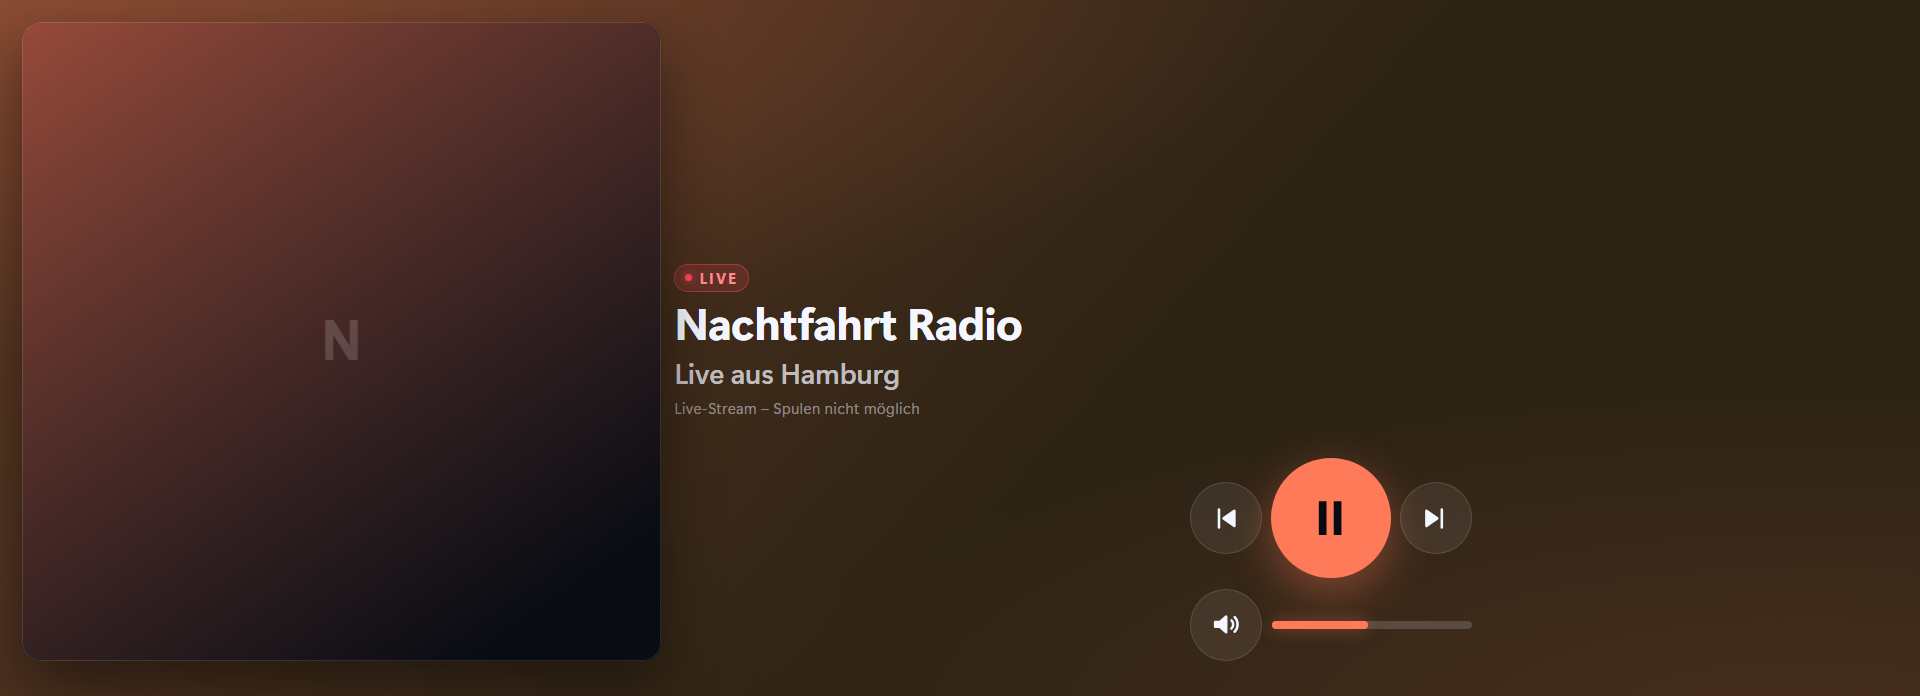 N
LIVE
Nachtfahrt Radio
Live aus Hamburg
Live-Stream – Spulen nicht möglich